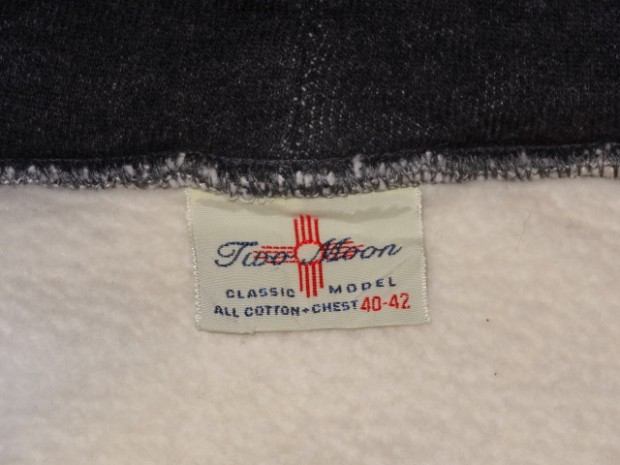 Two Moon
CLASSIC MODEL
ALL COTTON + CHEST 40-42